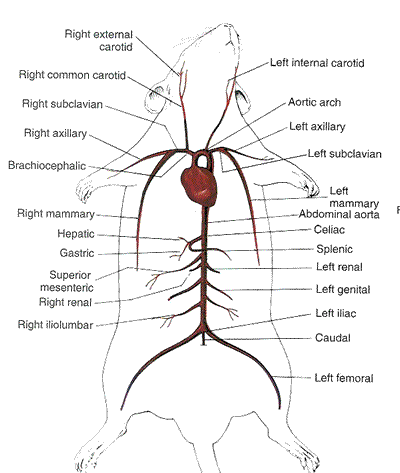 Right external
carotid
Right common carotid
Right subclavian
Right axillary
Brachiocephalic
Right mammary
Hepatic
Gastric
Superior
mesenteric
Right renal
Right iliolumbar
Left internal carotid
Aortic arch
Left axillary
Left subclavian
Left
mammary
Abdominal aorta
Celiac
Splenic
Left renal
Left genital
Left iliac
Caudal
Left femoral